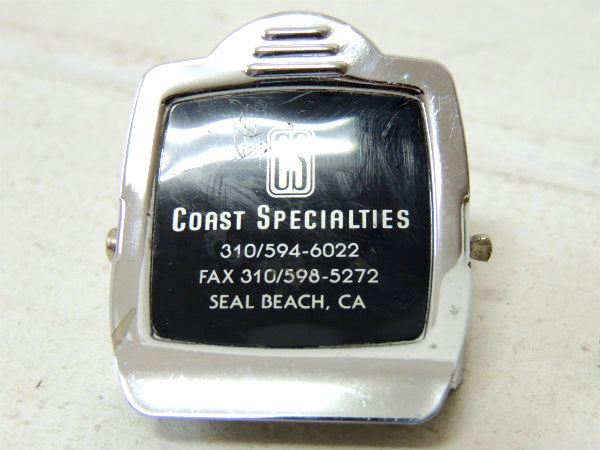 CS
COAST SPECIALTIES
310/594-6022
FAX 310/598-5272
SEAL BEACH, CA